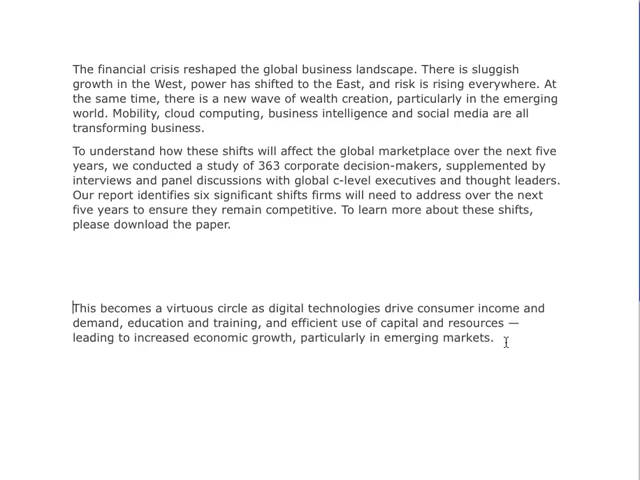 The financial crisis reshaped the global business landscape. There is sluggish
growth in the West, power has shifted to the East, and risk is rising everywhere. At
the same time, there is a new wave of wealth creation, particularly in the emerging
world. Mobility, cloud computing, business intelligence and social media are all
transforming business.
To understand how these shifts will affect the global marketplace over the next five
years, we conducted a study of 363 corporate decision-makers, supplemented by
interviews and panel discussions with global c-level executives and thought leaders.
Our report identifies six significant shifts firms will need to address over the next
five years to ensure they remain competitive. To learn more about these shifts,
please download the paper.
This becomes a virtuous circle as digital technologies drive consumer income and
demand, education and training, and efficient use of capital and resources —
leading to increased economic growth, particularly in emerging markets.